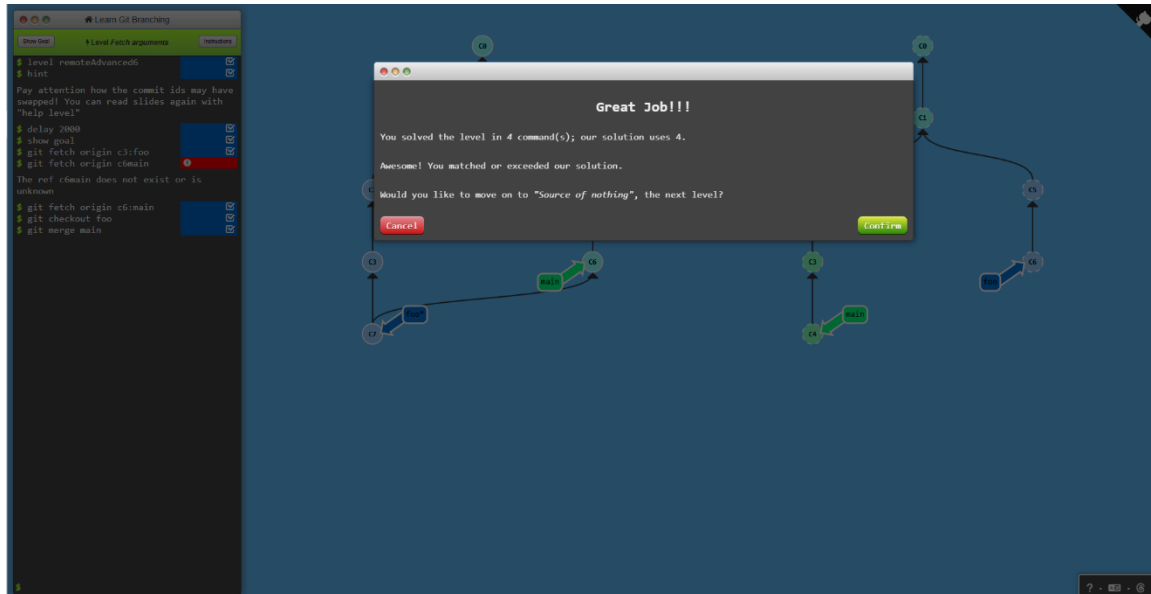 Learn Git Branching
Show Goal
Level Fetch arguments
Instructions
$ level remoteAdvanced6
$ hint
Pay attention how the commit ids may have
swapped! You can read slides again with
"help level"
$ delay 2000
$ show goal
$ git fetch origin c3:foo
$ git fetch origin c6main
The ref c6main does not exist or is
unknown
$ git fetch origin c6:main
$ git checkout foo
$ git merge main
$
C0
C0
Great Job!!!
You solved the level in 4 command(s); our solution uses 4.
Awesome! You matched or exceeded our solution.
Would you like to move on to "Source of nothing", the next level?
Cancel
Confirm
C1
C5
C3
C6
main
foo*
C7
C3
C6
foo
main
C4
?